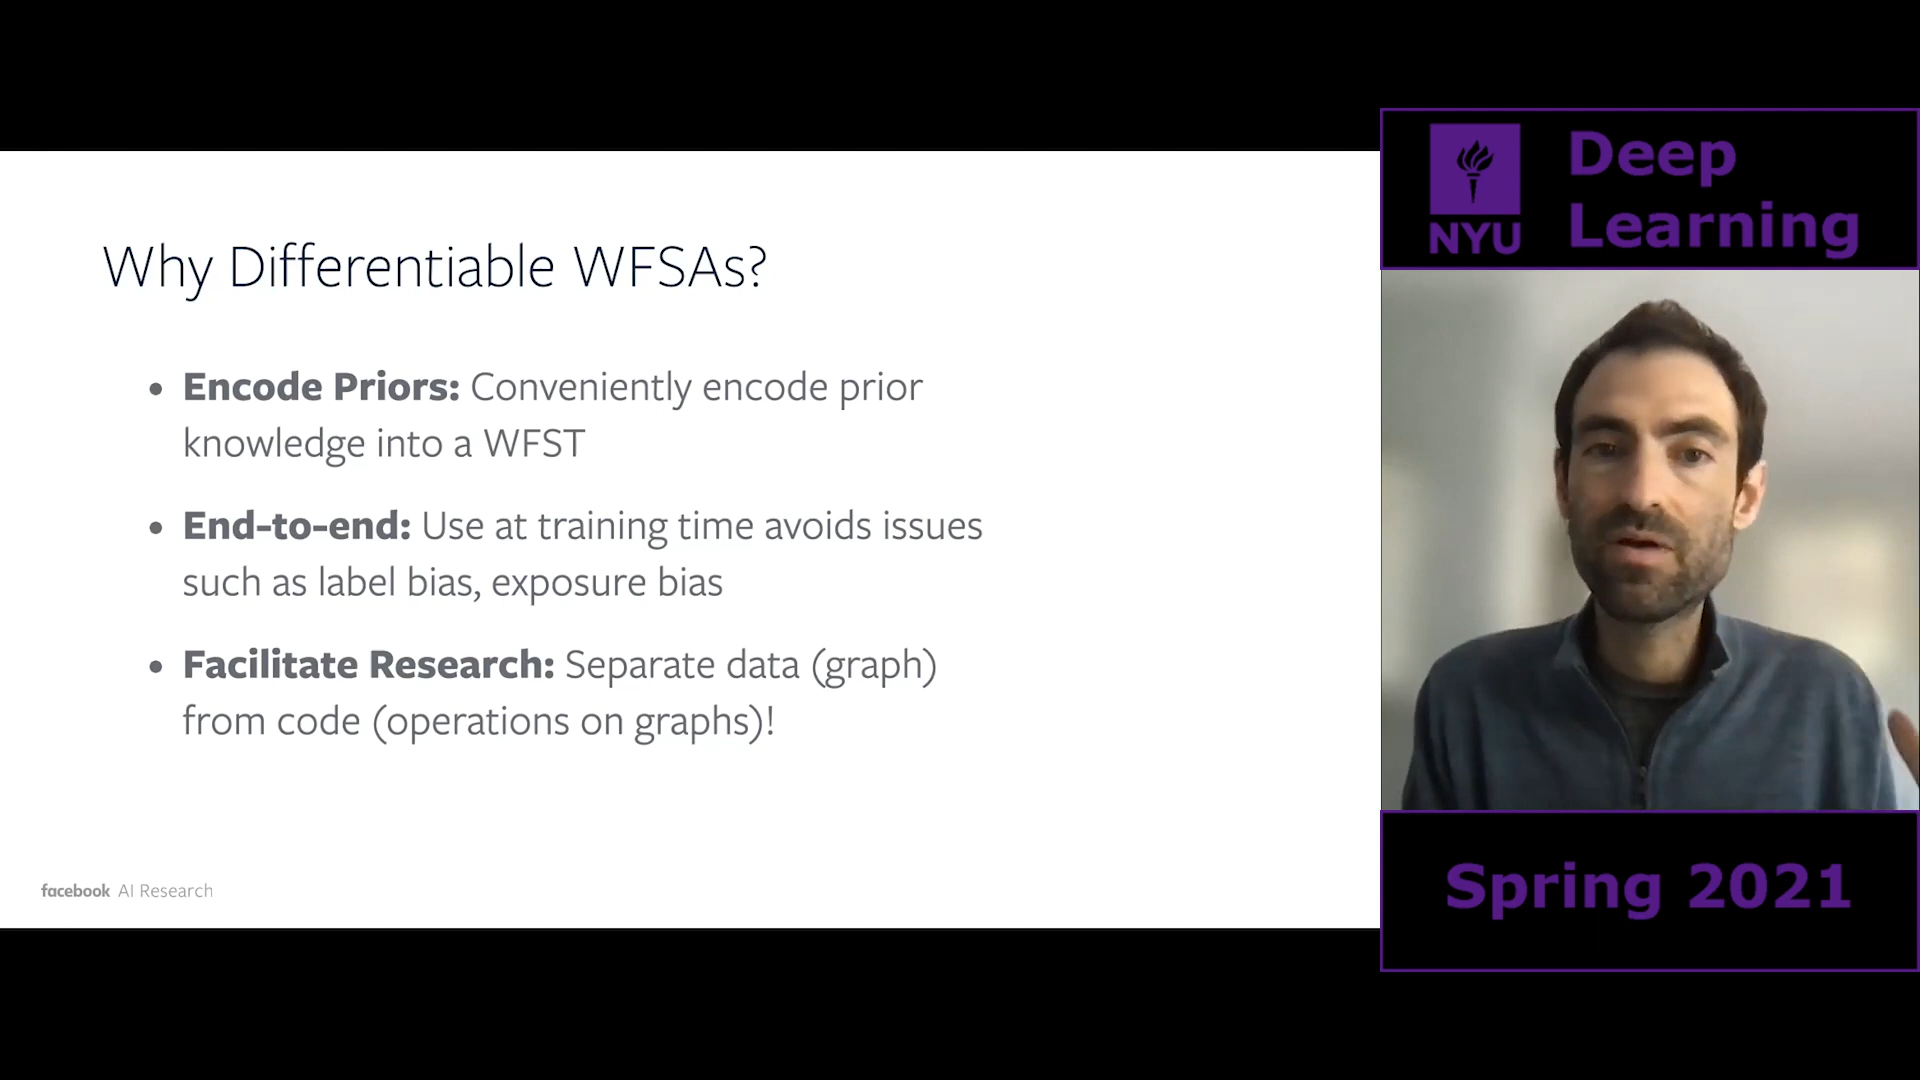 Why Differentiable WFSAs?
• Encode Priors: Conveniently encode prior
knowledge into a WFST
• End-to-end: Use at training time avoids issues
such as label bias, exposure bias
• Facilitate Research: Separate data (graph)
from code (operations on graphs)!
facebook AI Research
NYU
Deep
Learning
Spring 2021